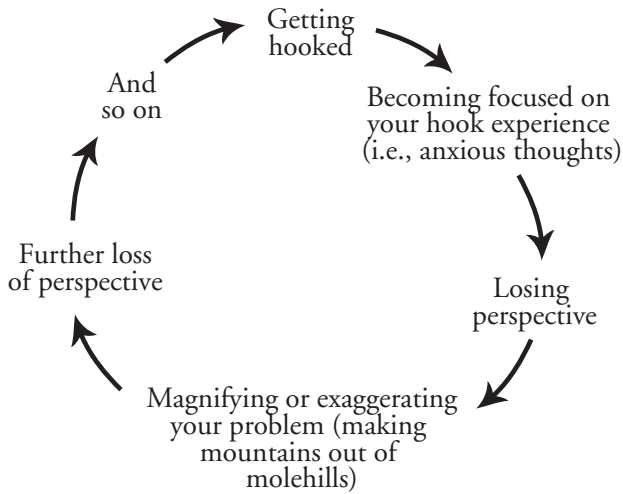 Getting
hooked
Becoming focused on
your hook experience
(i.e., anxious thoughts)
Losing
perspective
Magnifying or exaggerating
your problem (making
mountains out of
molehills)
Further loss
of perspective
And
so on